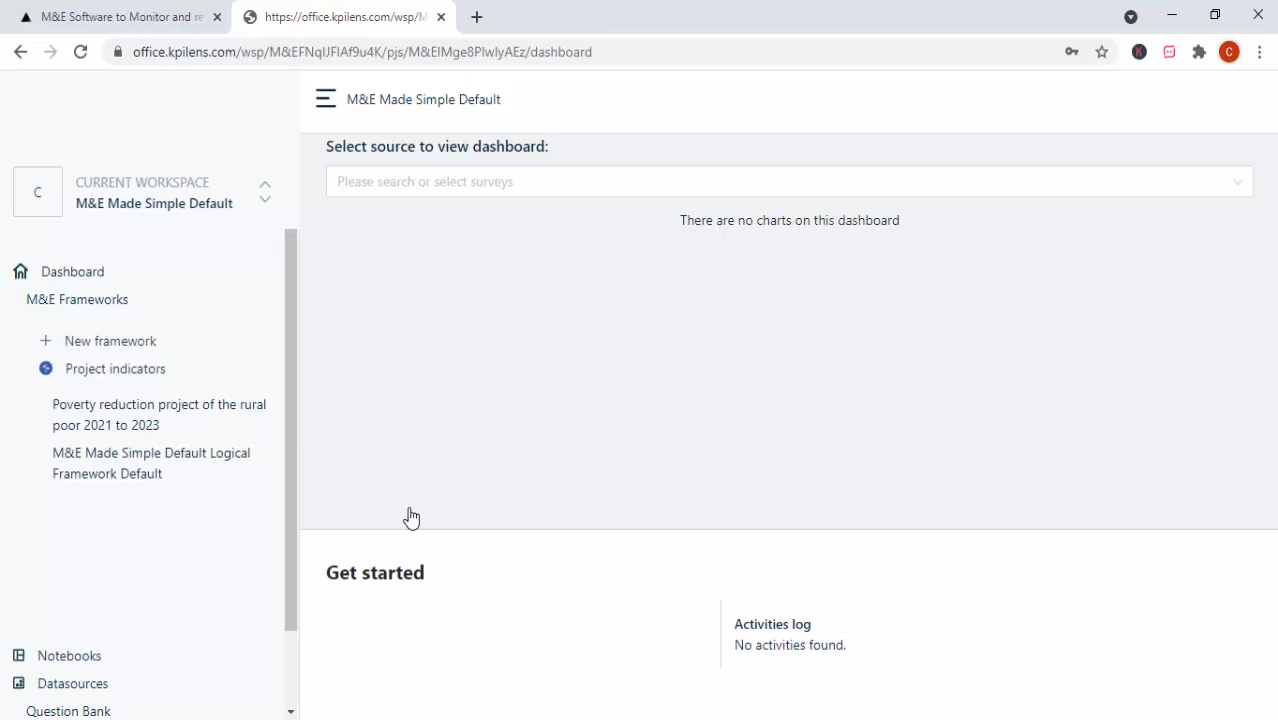 M&E Software to Monitor and re
https://office.kpilens.com/wsp/M
office.kpilens.com/wsp/M&EFNqIJFIAf9u4K/pjs/M&EIMge8PIwIyAEz/dashboard
K
C
M&E Made Simple Default
Select source to view dashboard:
Please search or select surveys
There are no charts on this dashboard
C
CURRENT WORKSPACE
M&E Made Simple Default
Dashboard
M&E Frameworks
New framework
Project indicators
Poverty reduction project of the rural
poor 2021 to 2023
M&E Made Simple Default Logical
Framework Default
Notebooks
Datasources
Question Bank
Get started
Activities log
No activities found.